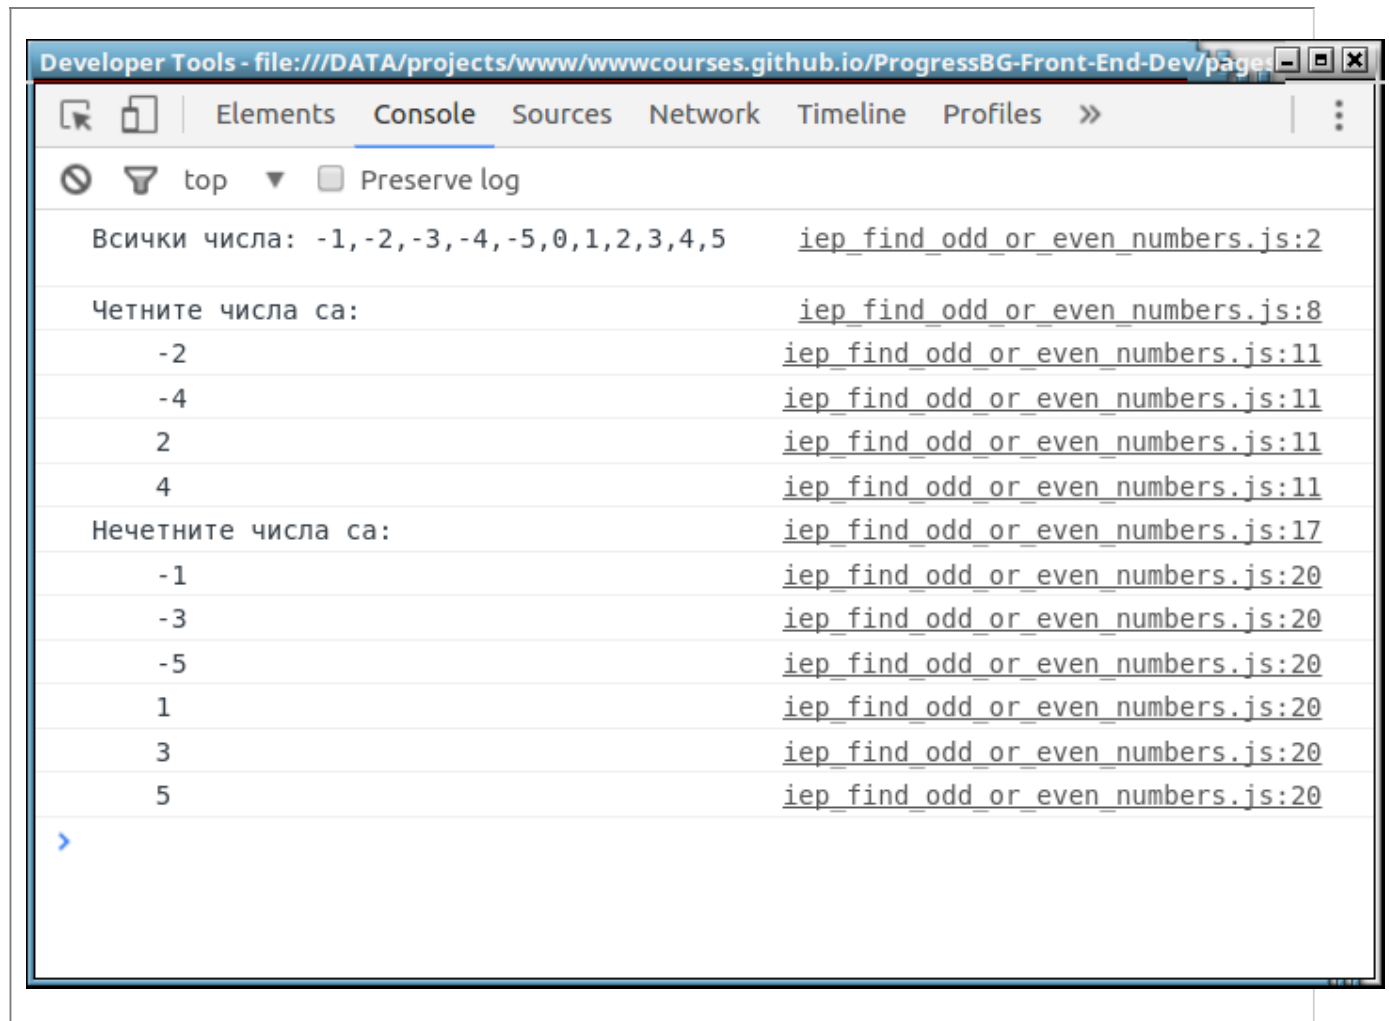 Developer Tools - file:///DATA/projects/www/wwwcourses.github.io/ProgressBG-Front-End-Dev/pages
Elements Console Sources Network Timeline Profiles »
top ▼ Preserve log
Всички числа: -1,-2,-3,-4,-5,0,1,2,3,4,5 iep_find_odd_or_even_numbers.js:2
Четните числа са: iep_find_odd_or_even_numbers.js:8
-2 iep_find_odd_or_even_numbers.js:11
-4 iep_find_odd_or_even_numbers.js:11
2 iep_find_odd_or_even_numbers.js:11
4 iep_find_odd_or_even_numbers.js:11
Нечетните числа са: iep_find_odd_or_even_numbers.js:17
-1 iep_find_odd_or_even_numbers.js:20
-3 iep_find_odd_or_even_numbers.js:20
-5 iep_find_odd_or_even_numbers.js:20
1 iep_find_odd_or_even_numbers.js:20
3 iep_find_odd_or_even_numbers.js:20
5 iep_find_odd_or_even_numbers.js:20